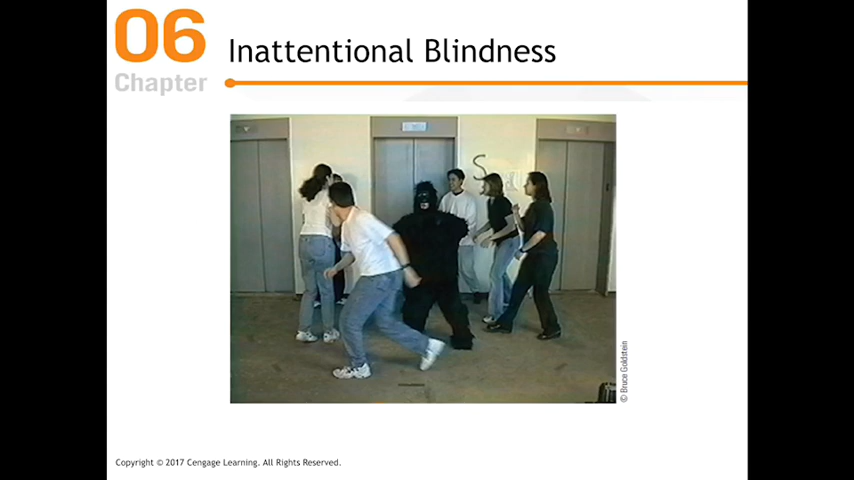 06
Chapter
Inattentional Blindness
S
© Bruce Goldstein
Copyright © 2017 Cengage Learning. All Rights Reserved.